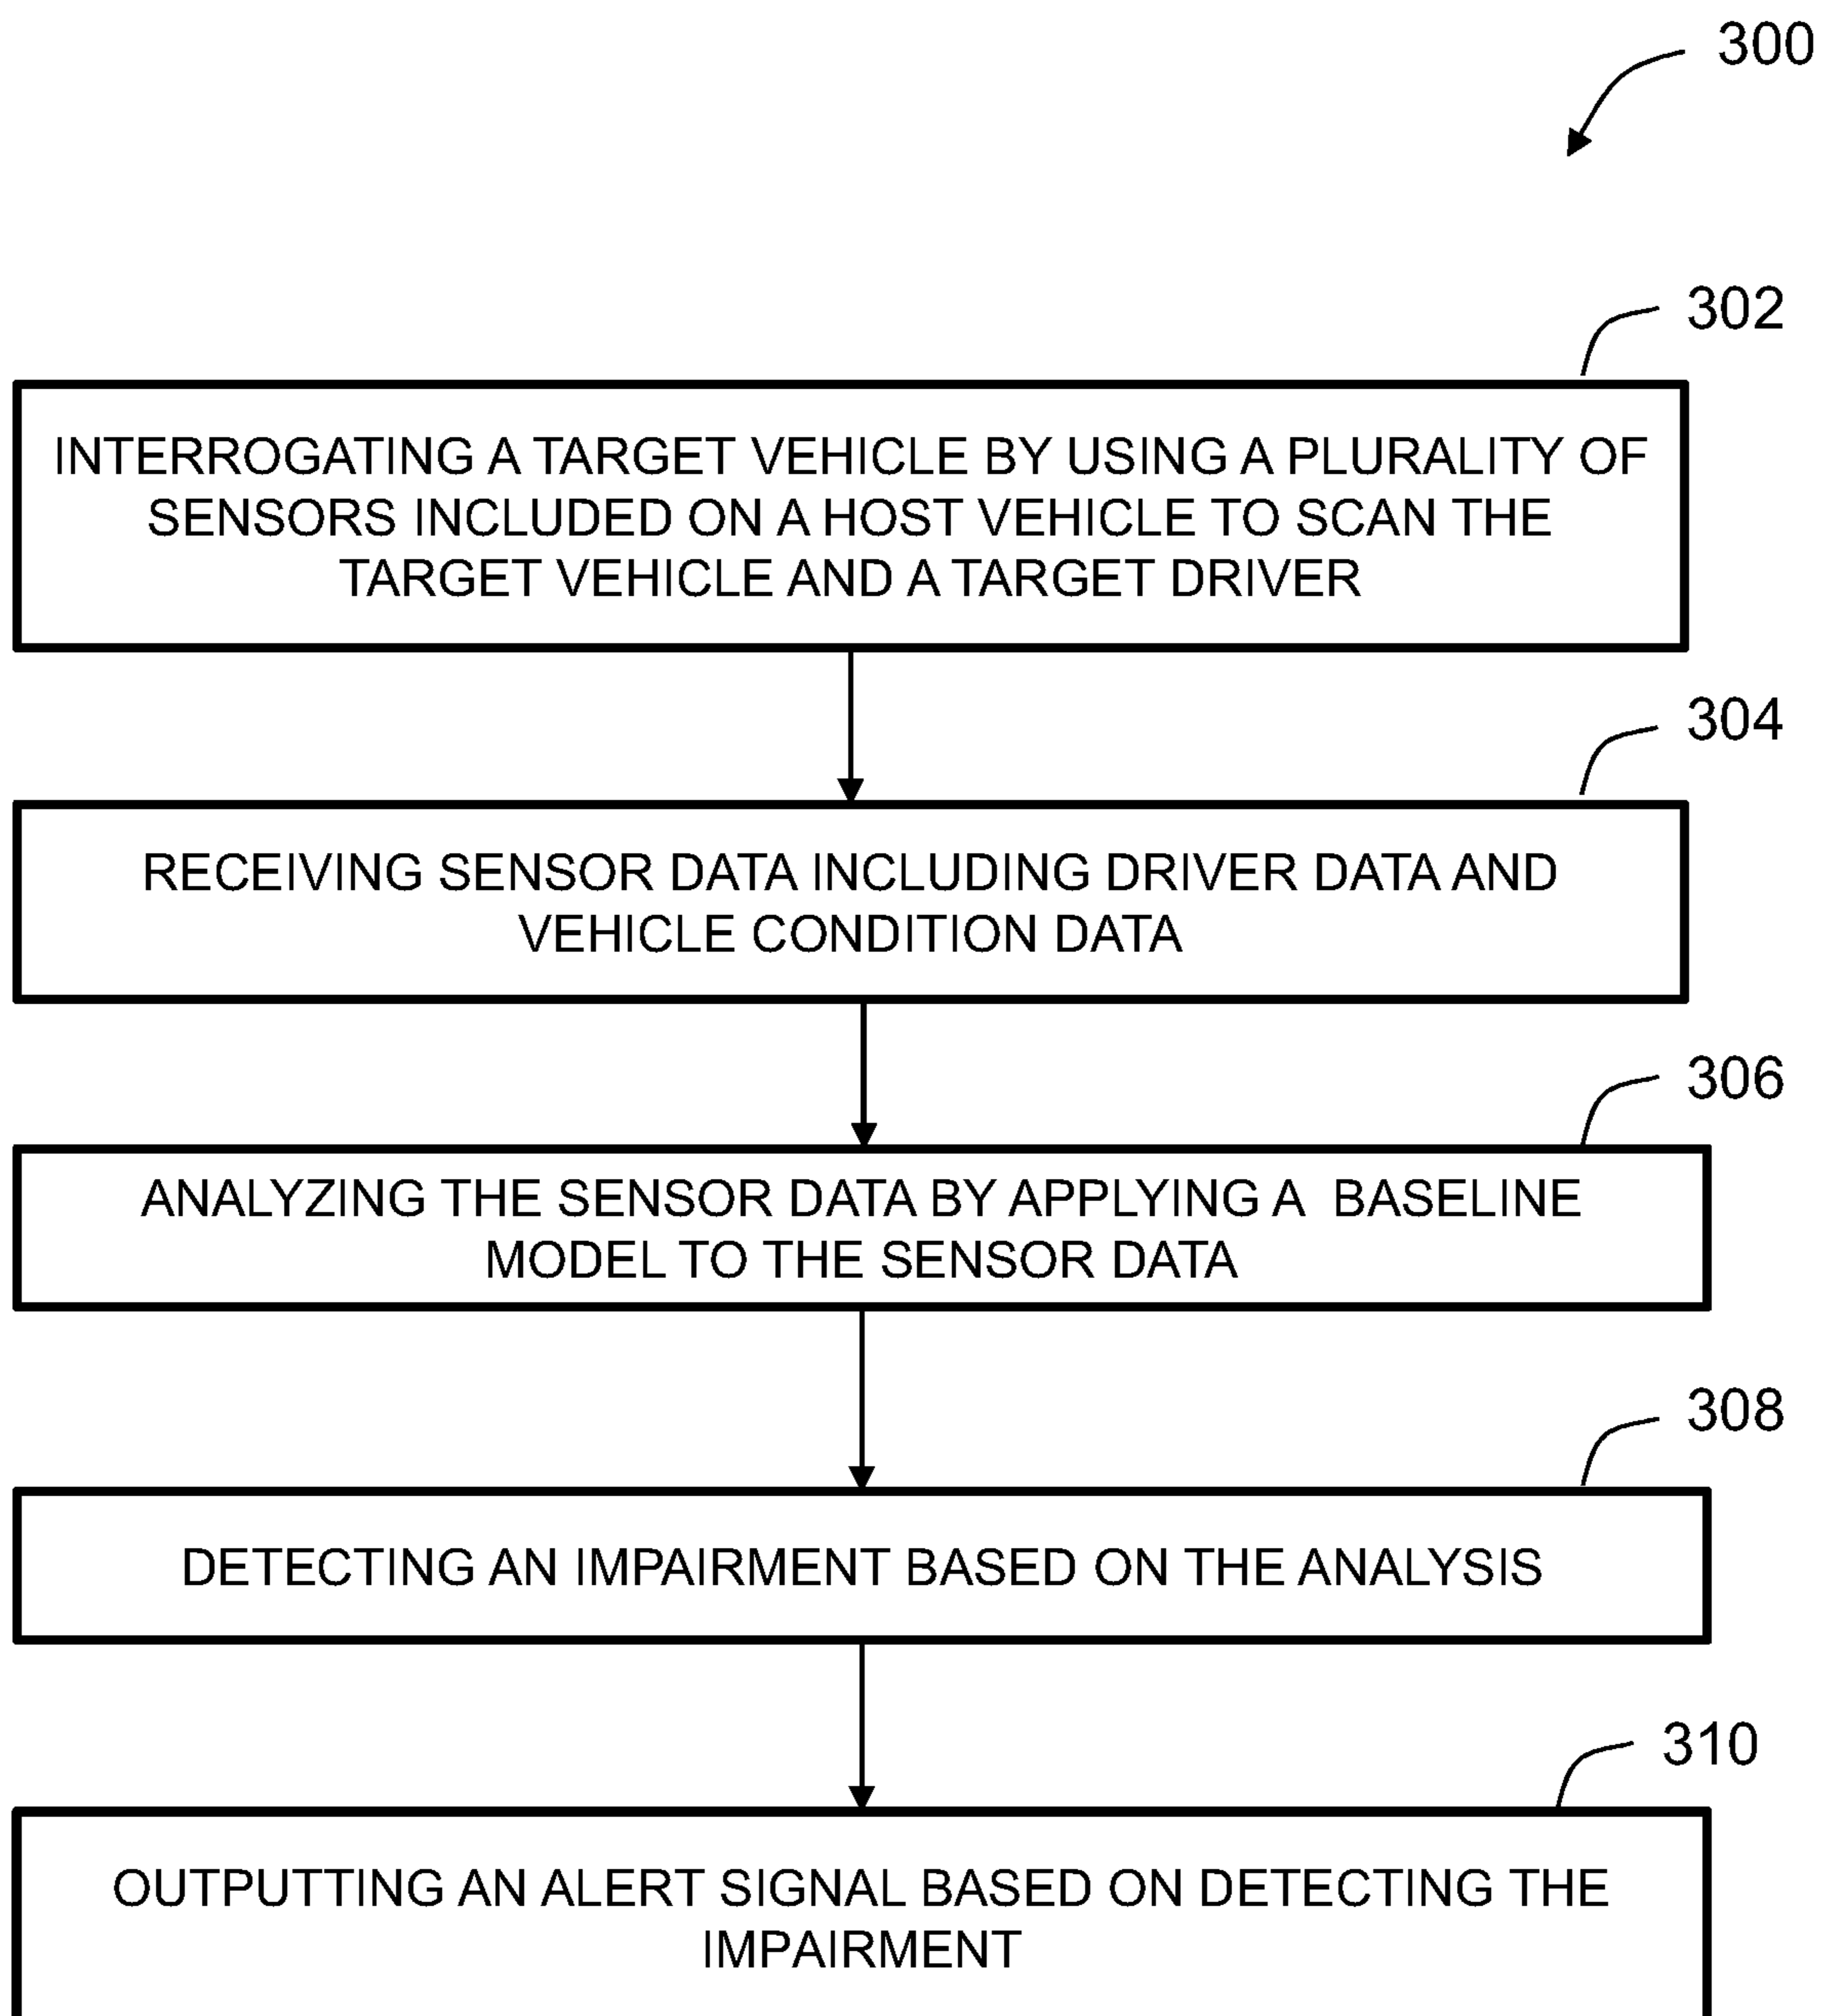 300
302
INTERROGATING A TARGET VEHICLE BY USING A PLURALITY OF
SENSORS INCLUDED ON A HOST VEHICLE TO SCAN THE
TARGET VEHICLE AND A TARGET DRIVER
304
RECEIVING SENSOR DATA INCLUDING DRIVER DATA AND
VEHICLE CONDITION DATA
306
ANALYZING THE SENSOR DATA BY APPLYING A BASELINE
MODEL TO THE SENSOR DATA
308
DETECTING AN IMPAIRMENT BASED ON THE ANALYSIS
310
OUTPUTTING AN ALERT SIGNAL BASED ON DETECTING THE
IMPAIRMENT